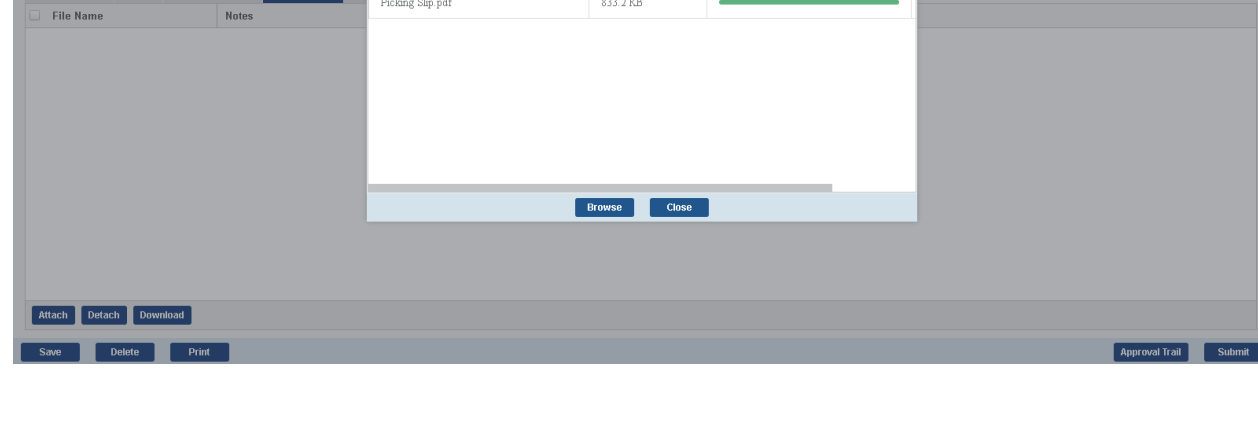 Picking Slip.pdf 833.2 KB
File Name Notes
Browse Close
Attach Detach Download
Save Delete Print Approval Trail Submit